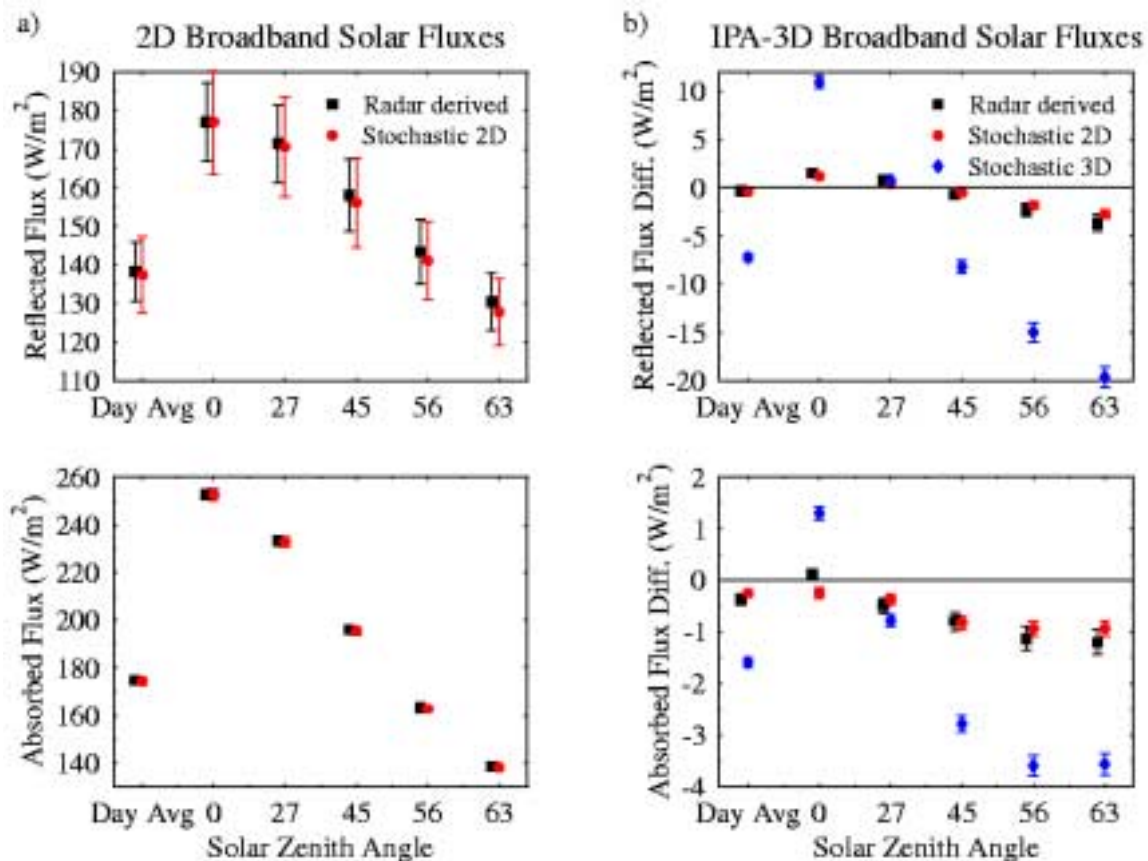 a)
2D Broadband Solar Fluxes
Reflected Flux (W/m²)
190
180
170
160
150
140
130
120
110
Radar derived
Stochastic 2D
Day Avg 0 27 45 56 63
Absorbed Flux (W/m²)
260
240
220
200
180
160
140
Day Avg 0 27 45 56 63
Solar Zenith Angle
b)
IPA-3D Broadband Solar Fluxes
Reflected Flux Diff. (W/m²)
10
5
0
-5
-10
-15
-20
Radar derived
Stochastic 2D
Stochastic 3D
Day Avg 0 27 45 56 63
Absorbed Flux Diff. (W/m²)
2
1
0
-1
-2
-3
-4
Day Avg 0 27 45 56 63
Solar Zenith Angle